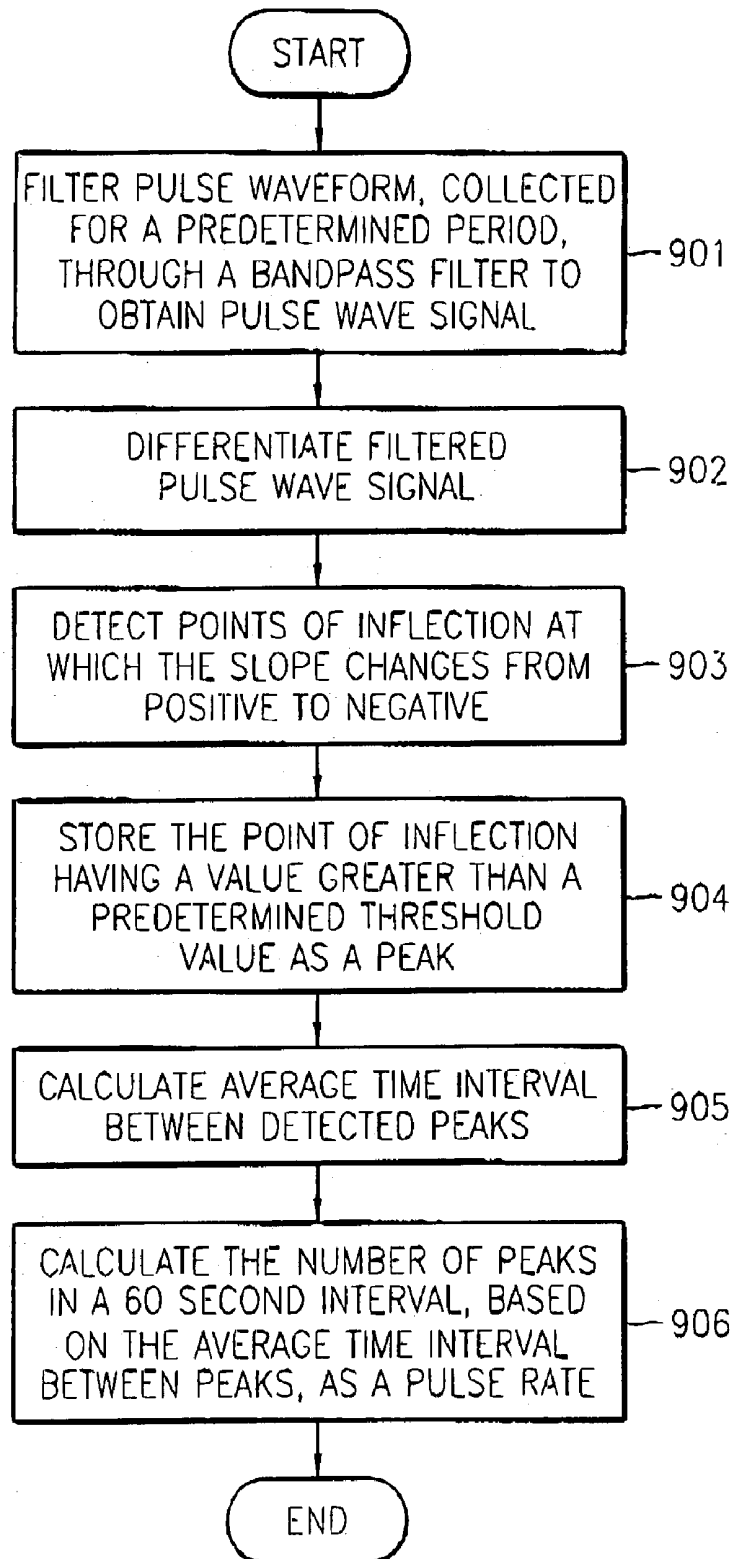 START
FILTER PULSE WAVEFORM, COLLECTED
FOR A PREDETERMINED PERIOD,
THROUGH A BANDPASS FILTER TO
OBTAIN PULSE WAVE SIGNAL
901
DIFFERENTIATE FILTERED
PULSE WAVE SIGNAL
902
DETECT POINTS OF INFLECTION AT
WHICH THE SLOPE CHANGES FROM
POSITIVE TO NEGATIVE
903
STORE THE POINT OF INFLECTION
HAVING A VALUE GREATER THAN A
PREDETERMINED THRESHOLD
VALUE AS A PEAK
904
CALCULATE AVERAGE TIME INTERVAL
BETWEEN DETECTED PEAKS
905
CALCULATE THE NUMBER OF PEAKS
IN A 60 SECOND INTERVAL, BASED
ON THE AVERAGE TIME INTERVAL
BETWEEN PEAKS, AS A PULSE RATE
906
END